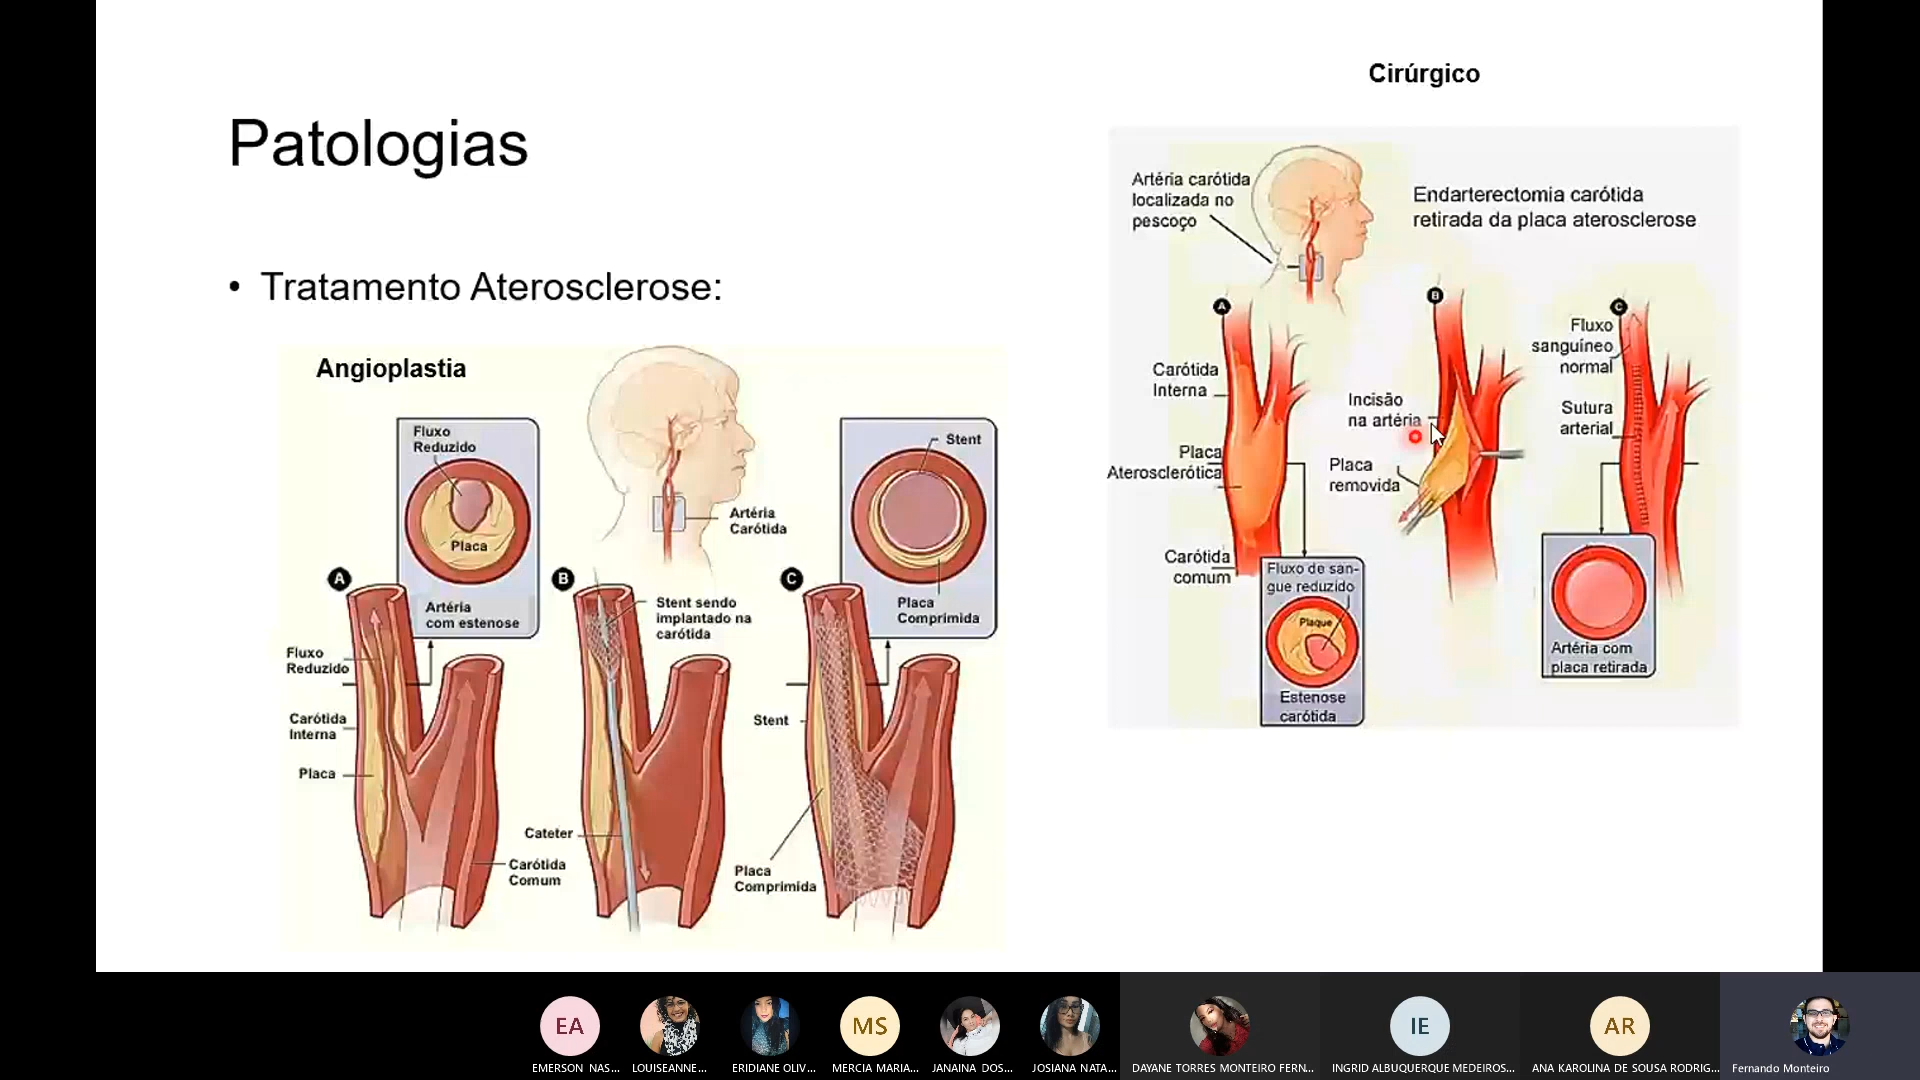 Patologias
• Tratamento Aterosclerose:
Angioplastia
Fluxo
Reduzido
Placa
Artéria
com estenose
A
Fluxo
Reduzido
Carótida
Interna
Placa
Carótida
Comum
Artéria
Carótida
B
Stent sendo
implantado na
carótida
Cateter
Stent
Placa
Comprimida
C
Stent
Placa
Comprimida
Cirúrgico
Artéria carótida
localizada no
pescoço
Endarterectomia carótida
retirada da placa aterosclerose
A
Carótida
Interna
Placa
Aterosclerótica
Carótida
comum
Fluxo de san-
gue reduzido
Plaque
Estenose
carótida
B
Incisão
na artéria
Placa
removida
C
Fluxo
sanguíneo
normal
Sutura
arterial
Artéria com
placa retirada
EA
MS
IE
AR
EMERSON NAS...
LOUISEANNE...
ERIDIANE OLIV...
MERCIA MARIA...
JANAINA DOS...
JOSIANA NATA...
DAYANE TORRES MONTEIRO FERN...
INGRID ALBUQUERQUE MEDEIROS...
ANA KAROLINA DE SOUSA RODRIG...
Fernando Monteiro